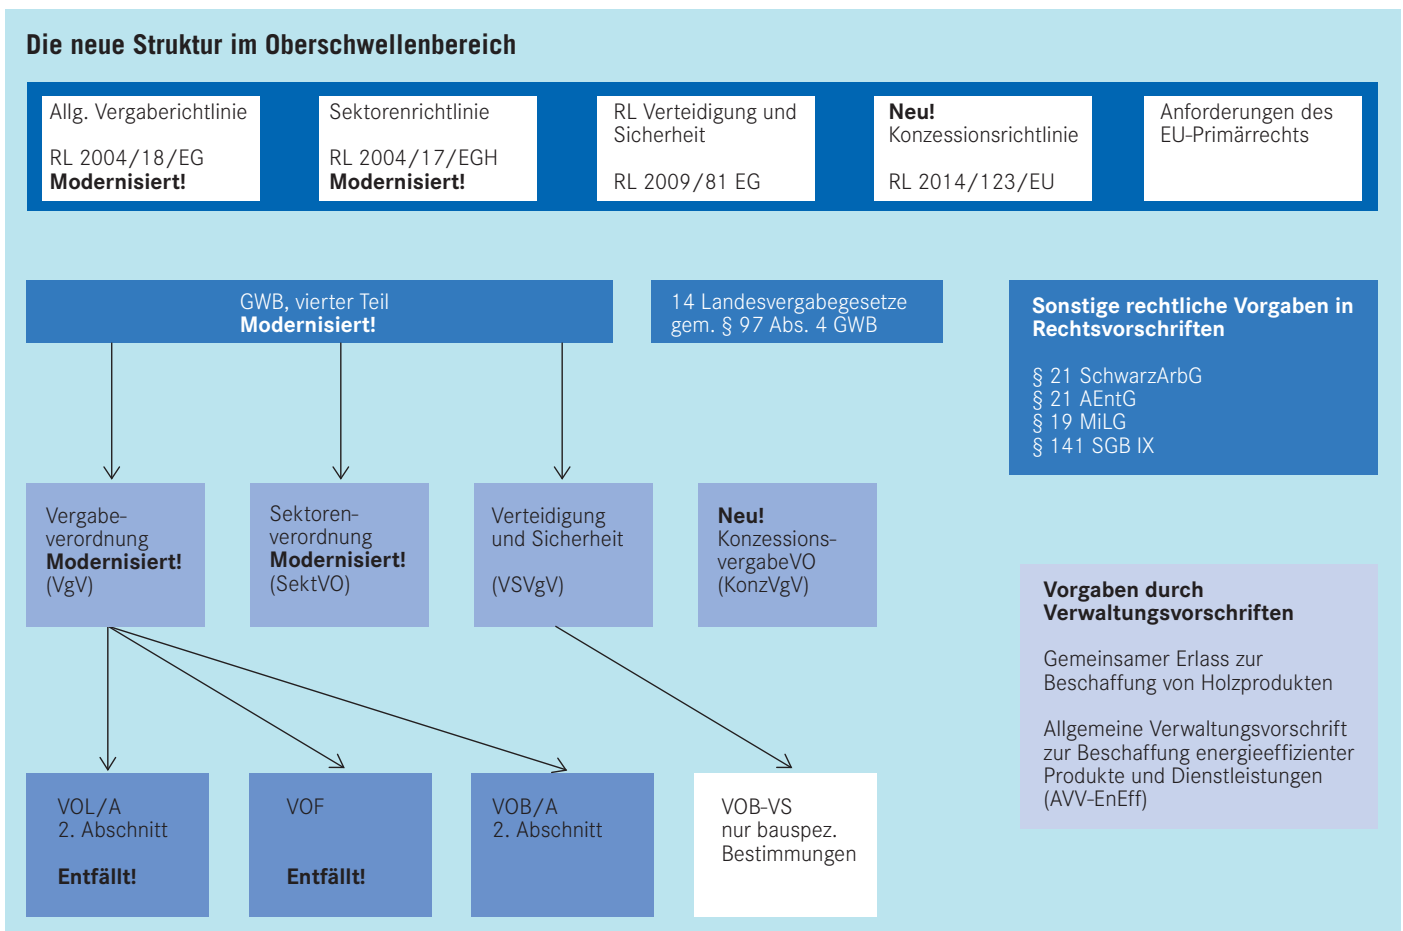 Die neue Struktur im Oberschwellenbereich
Allg. Vergaberichtlinie
RL 2004/18/EG
Modernisiert!
Sektorenrichtlinie
RL 2004/17/EGH
Modernisiert!
RL Verteidigung und
Sicherheit
RL 2009/81 EG
Neu!
Konzessionsrichtlinie
RL 2014/123/EU
Anforderungen des
EU-Primärrechts
GWB, vierter Teil
Modernisiert!
14 Landesvergabegesetze
gem. § 97 Abs. 4 GWB
Sonstige rechtliche Vorgaben in
Rechtsvorschriften
§ 21 SchwarzArbG
§ 21 AEntG
§ 19 MiLG
§ 141 SGB IX
Vergabe-
verordnung
Modernisiert!
(VgV)
Sektoren-
verordnung
Modernisiert!
(SektVO)
Verteidigung
und Sicherheit
(VSVgV)
Neu!
Konzessions-
vergabeVO
(KonzVgV)
Vorgaben durch
Verwaltungsvorschriften
Gemeinsamer Erlass zur
Beschaffung von Holzprodukten
Allgemeine Verwaltungsvorschrift
zur Beschaffung energieeffizienter
Produkte und Dienstleistungen
(AVV-EnEff)
VOL/A
2. Abschnitt
Entfällt!
VOF
Entfällt!
VOB/A
2. Abschnitt
VOB-VS
nur bauspez.
Bestimmungen